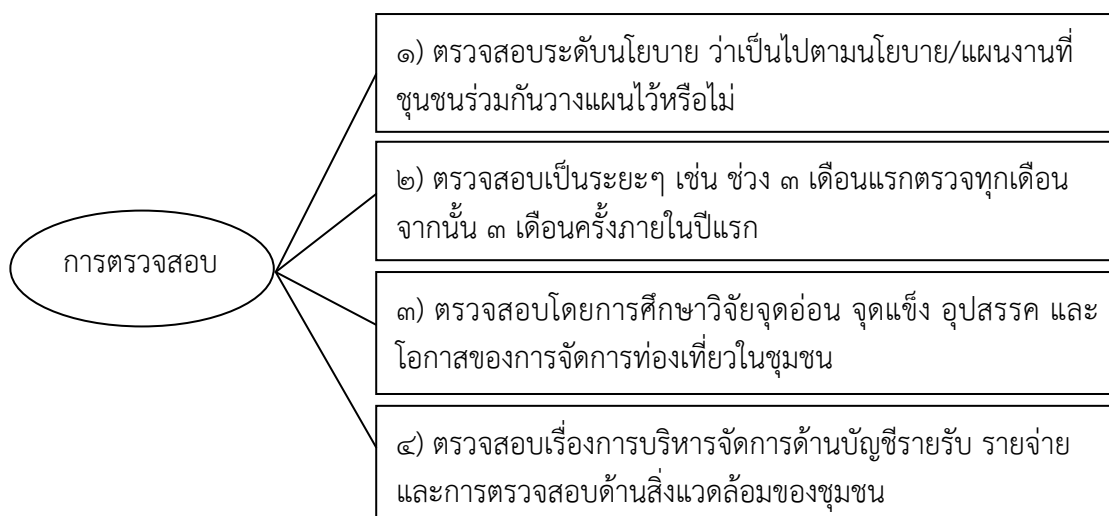 ๑) ตรวจสอบระดับนโยบาย ว่าเป็นไปตามนโยบาย/แผนงานที่
ชุนชนร่วมกันวางแผนไว้หรือไม่
๒) ตรวจสอบเป็นระยะๆ เช่น ช่วง ๓ เดือนแรกตรวจทุกเดือน
จากนั้น ๓ เดือนครั้งภายในปีแรก
การตรวจสอบ
๓) ตรวจสอบโดยการศึกษาวิจัยจุดอ่อน จุดแข็ง อุปสรรค และ
โอกาสของการจัดการท่องเที่ยวในชุมชน
๔) ตรวจสอบเรื่องการบริหารจัดการด้านบัญชีรายรับ รายจ่าย
และการตรวจสอบด้านสิ่งแวดล้อมของชุมชน